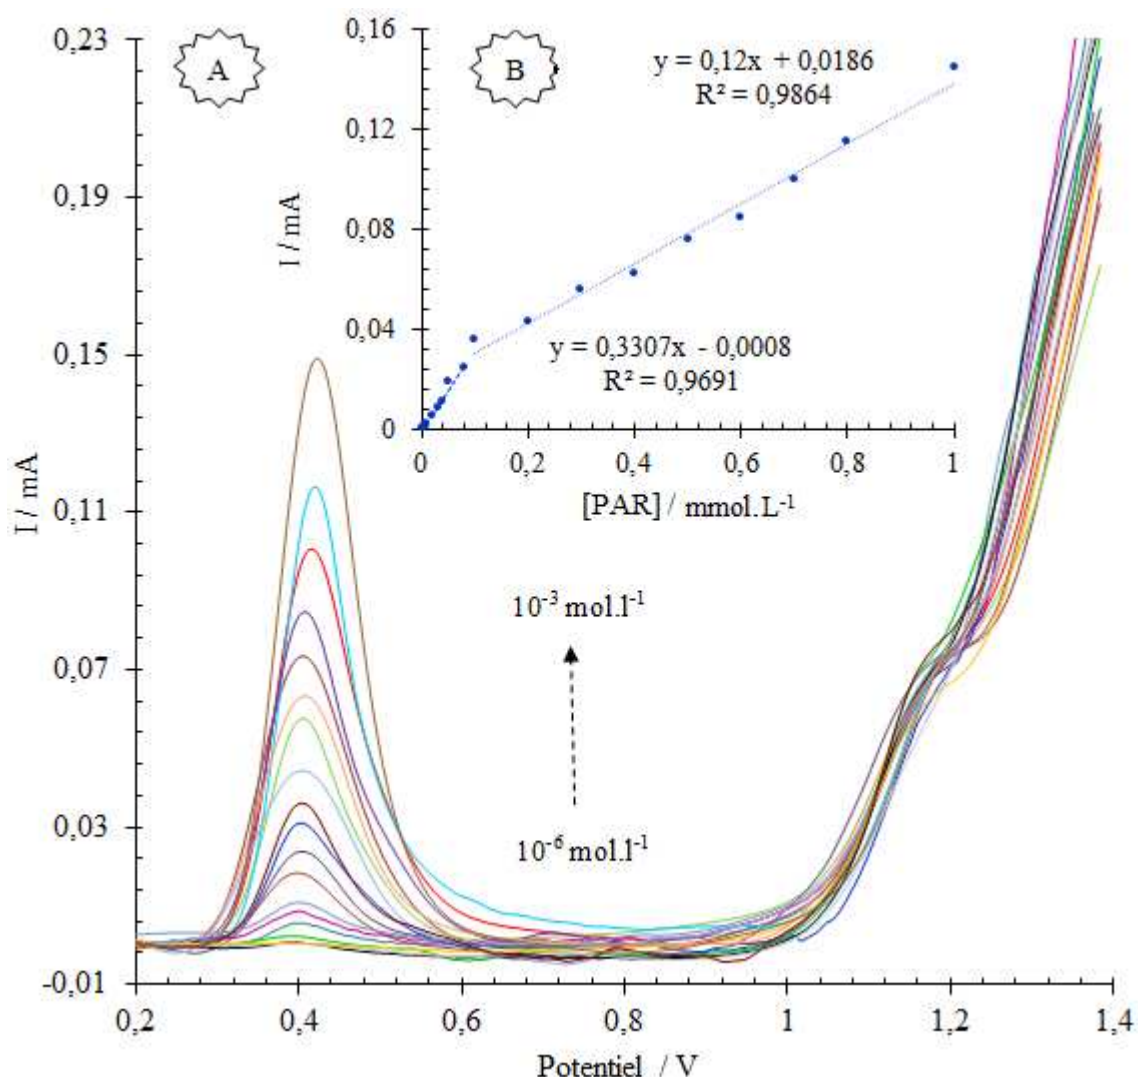 A
B
I / mA
0,23
0,19
0,15
0,11
0,07
0,03
-0,01
0,2
0,4
0,6
0,8
1
1,2
1,4
Potentiel / V
I / mA
0,16
0,12
0,08
0,04
0
0
0,2
0,4
0,6
0,8
1
[PAR] / mmol.L⁻¹
y = 0,12x + 0,0186
R² = 0,9864
y = 0,3307x - 0,0008
R² = 0,9691
10⁻³ mol.l⁻¹
10⁻⁶ mol.l⁻¹